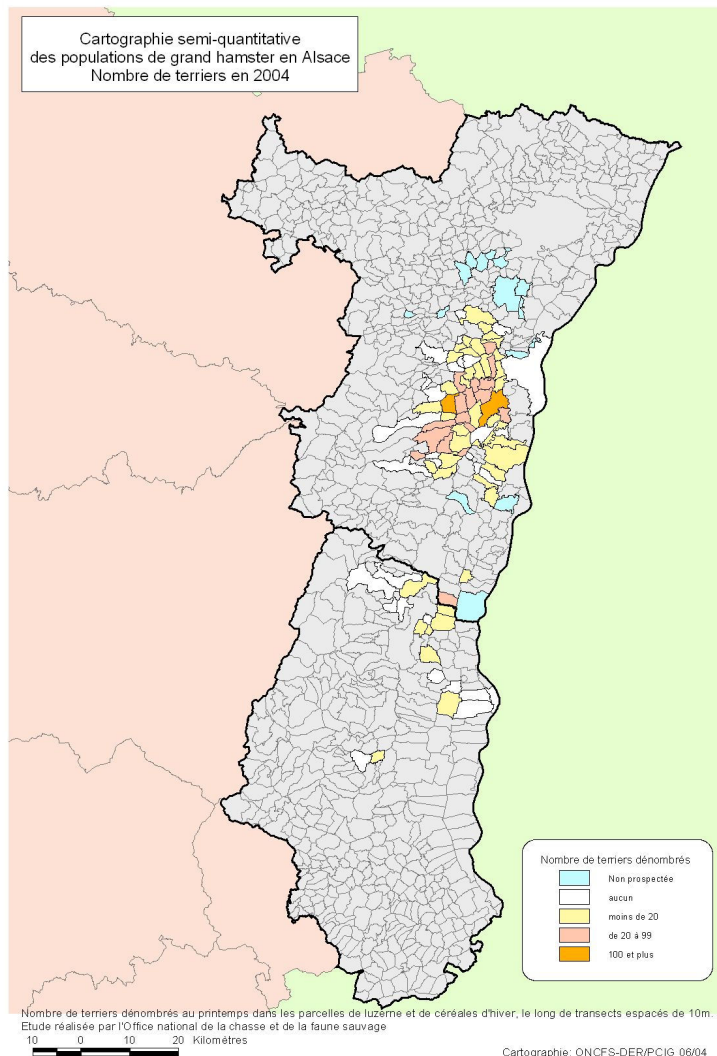 Cartographie semi-quantitative
des populations de grand hamster en Alsace
Nombre de terriers en 2004
Nombre de terriers dénombrés
Non prospectée
aucun
moins de 20
de 20 à 99
100 et plus
Nombre de terriers dénombrés au printemps dans les parcelles de luzerne et de céréales d'hiver, le long de transects espacés de 10m.
Etude réalisée par l'Office national de la chasse et de la faune sauvage
10 0 10 20 Kilomètres
Cartographie: ONCFS-DER/PCIG 06/04